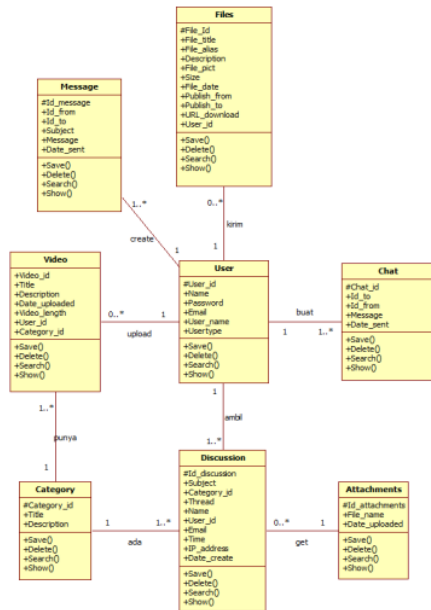 Files
#File_Id
+File_title
+File_alias
+Description
+File_pict
+Size
+File_date
+Publish_from
+Publish_to
+URL_download
+User_id
+Save()
+Delete()
+Search()
+Show()
Message
#Id_message
+Id_from
+Id_to
+Subject
+Message
+Date_sent
+Save()
+Delete()
+Search()
+Show()
1..*
create
1
0..*
kirim
1
Video
+Video_id
+Title
+Description
+Date_uploaded
+Video_length
+User_id
+Category_id
+Save()
+Delete()
+Search()
+Show()
0..*
1
upload
User
#User_id
+Name
+Password
+Email
+User_name
+Usertype
+Save()
+Delete()
+Search()
+Show()
buat
1
1..*
Chat
#Chat_id
+Id_to
+Id_from
+Message
+Date_sent
+Save()
+Delete()
+Search()
+Show()
1..*
punya
1
1
ambil
1..*
Category
#Category_id
+Title
+Description
+Save()
+Delete()
+Search()
+Show()
1
1..*
ada
Discussion
#Id_discussion
+Subject
+Category_id
+Thread
+Name
+User_id
+Email
+Time
+IP_address
+Date_create
+Save()
+Delete()
+Search()
+Show()
0..*
1
get
Attachments
#Id_attachments
+File_name
+Date_uploaded
+Save()
+Delete()
+Search()
+Show()